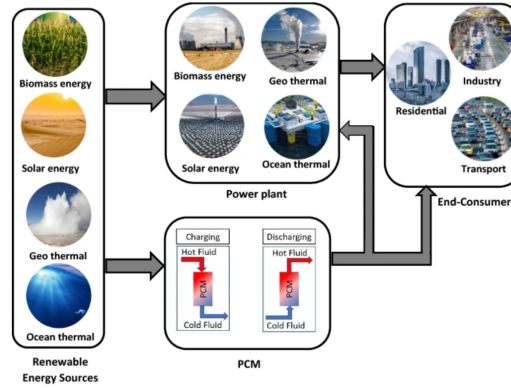 Biomass energy
Solar energy
Geo thermal
Ocean thermal
Renewable
Energy Sources
Biomass energy
Geo thermal
Solar energy
Ocean thermal
Power plant
Charging
Hot Fluid
PCM
Cold Fluid
Discharging
Hot Fluid
PCM
Cold Fluid
PCM
Industry
Residential
Transport
End-Consumer